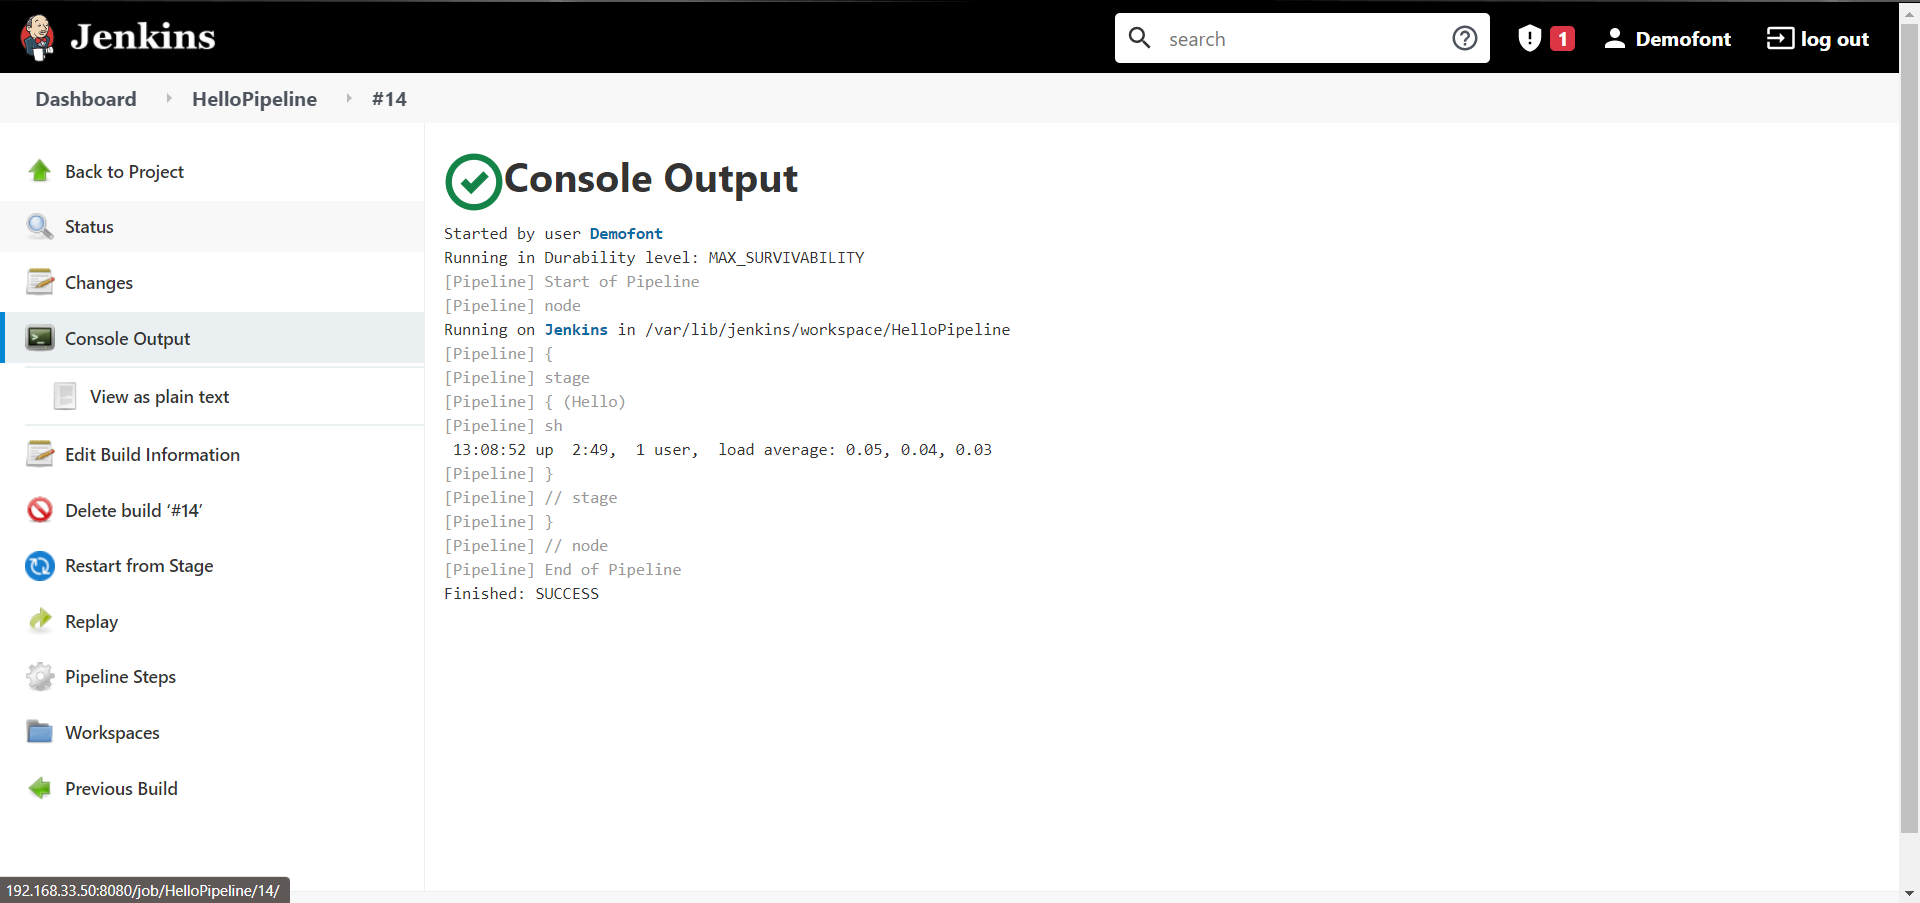 Jenkins
search
1
Demofont
log out
Dashboard
HelloPipeline
#14
Back to Project
Status
Changes
Console Output
View as plain text
Edit Build Information
Delete build ‘#14’
Restart from Stage
Replay
Pipeline Steps
Workspaces
Previous Build
Console Output
Started by user Demofont
Running in Durability level: MAX_SURVIVABILITY
[Pipeline] Start of Pipeline
[Pipeline] node
Running on Jenkins in /var/lib/jenkins/workspace/HelloPipeline
[Pipeline] {
[Pipeline] stage
[Pipeline] { (Hello)
[Pipeline] sh
 13:08:52 up  2:49,  1 user,  load average: 0.05, 0.04, 0.03
[Pipeline] }
[Pipeline] // stage
[Pipeline] }
[Pipeline] // node
[Pipeline] End of Pipeline
Finished: SUCCESS
192.168.33.50:8080/job/HelloPipeline/14/